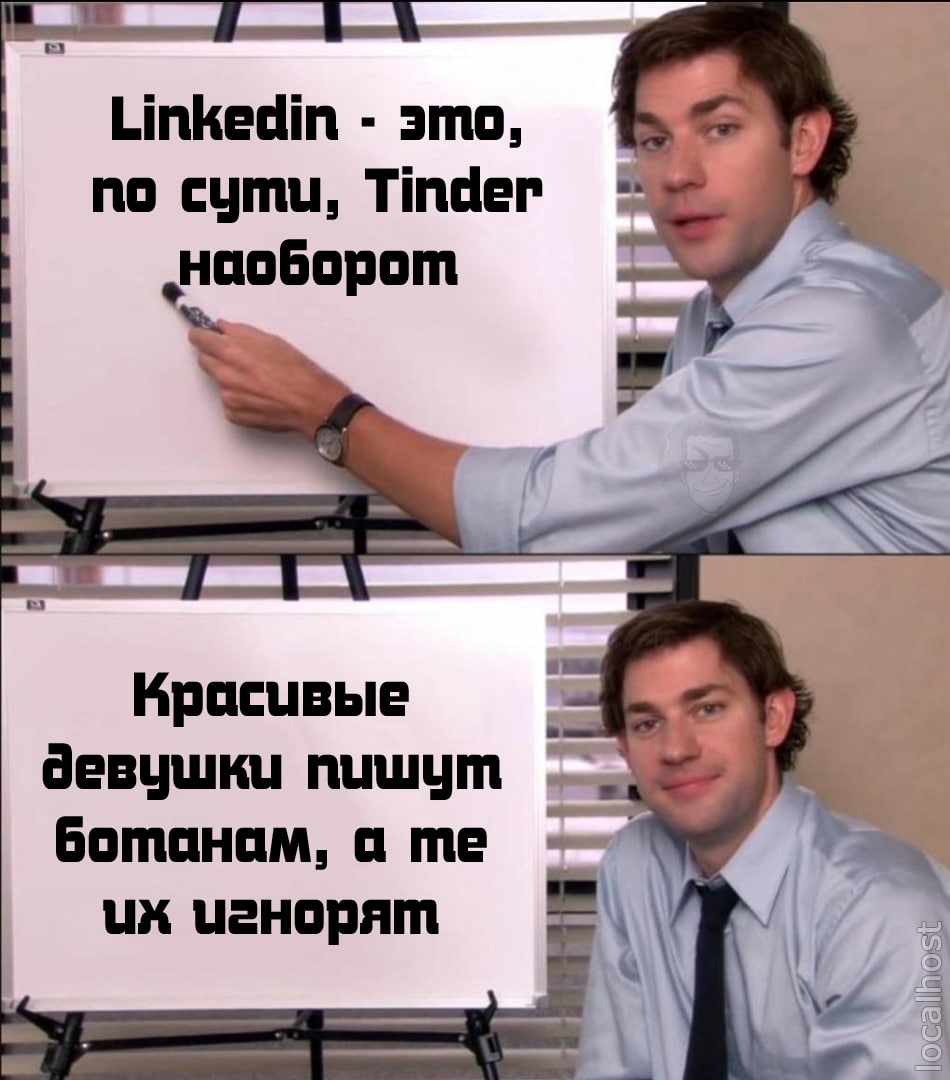 Linkedin - это,
по сути, Tinder
наоборот
Красивые
девушки пишут
ботанам, а те
их игнорят
localhost